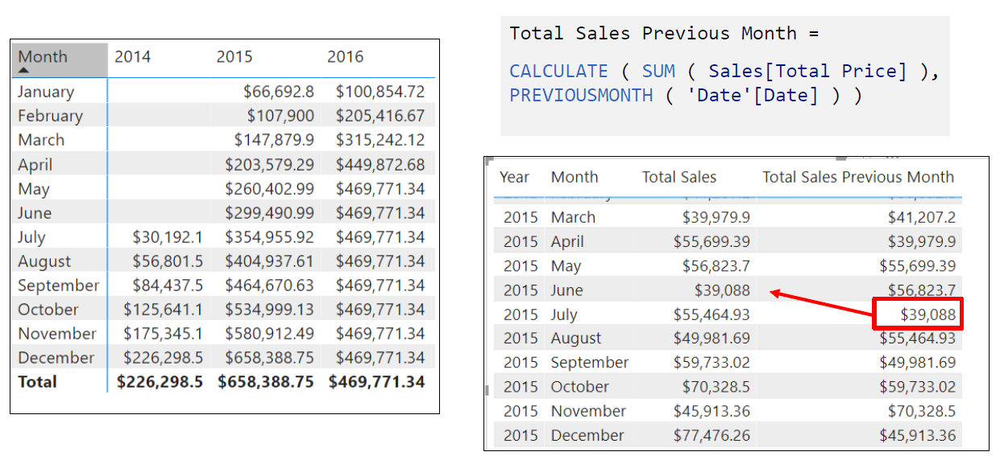 Month 2014 2015 2016
January $66,692.8 $100,854.72
February $107,900 $205,416.67
March $147,879.9 $315,242.12
April $203,579.29 $449,872.68
May $260,402.99 $469,771.34
June $299,490.99 $469,771.34
July $30,192.1 $354,955.92 $469,771.34
August $56,801.5 $404,937.61 $469,771.34
September $84,437.5 $464,670.63 $469,771.34
October $125,641.1 $534,999.13 $469,771.34
November $175,345.1 $580,912.49 $469,771.34
December $226,298.5 $658,388.75 $469,771.34
Total $226,298.5 $658,388.75 $469,771.34
Total Sales Previous Month =
CALCULATE ( SUM ( Sales[Total Price] ),
PREVIOUSMONTH ( 'Date'[Date] ) )
Year Month Total Sales Total Sales Previous Month
2015 March $39,979.9 $41,207.2
2015 April $55,699.39 $39,979.9
2015 May $56,823.7 $55,699.39
2015 June $39,088 $56,823.7
2015 July $55,464.93 $39,088
2015 August $49,981.69 $55,464.93
2015 September $59,733.02 $49,981.69
2015 October $70,328.5 $59,733.02
2015 November $45,913.36 $70,328.5
2015 December $77,476.26 $45,913.36